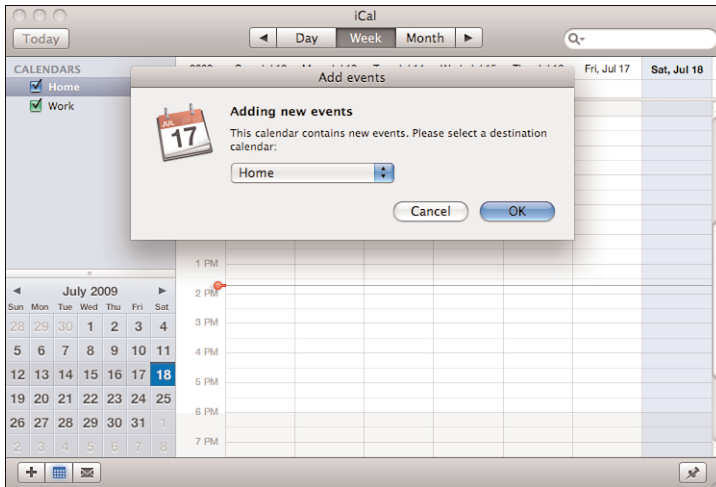 iCal
Today
Day Week Month
CALENDARS
Home
Work
Fri, Jul 17
Sat, Jul 18
Add events
JUL
17
Adding new events
This calendar contains new events. Please select a destination
calendar:
Home
Cancel OK
1 PM
2 PM
3 PM
4 PM
5 PM
6 PM
7 PM
July 2009
Sun Mon Tue Wed Thu Fri Sat
28 29 30 1 2 3 4
5 6 7 8 9 10 11
12 13 14 15 16 17 18
19 20 21 22 23 24 25
26 27 28 29 30 31 1
2 3 4 5 6 7 8